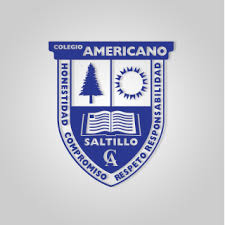 COLEGIO
AMERICANO
HONESTIDAD COMPROMISO RESPETO RESPONSABILIDAD
SALTILLO
CA